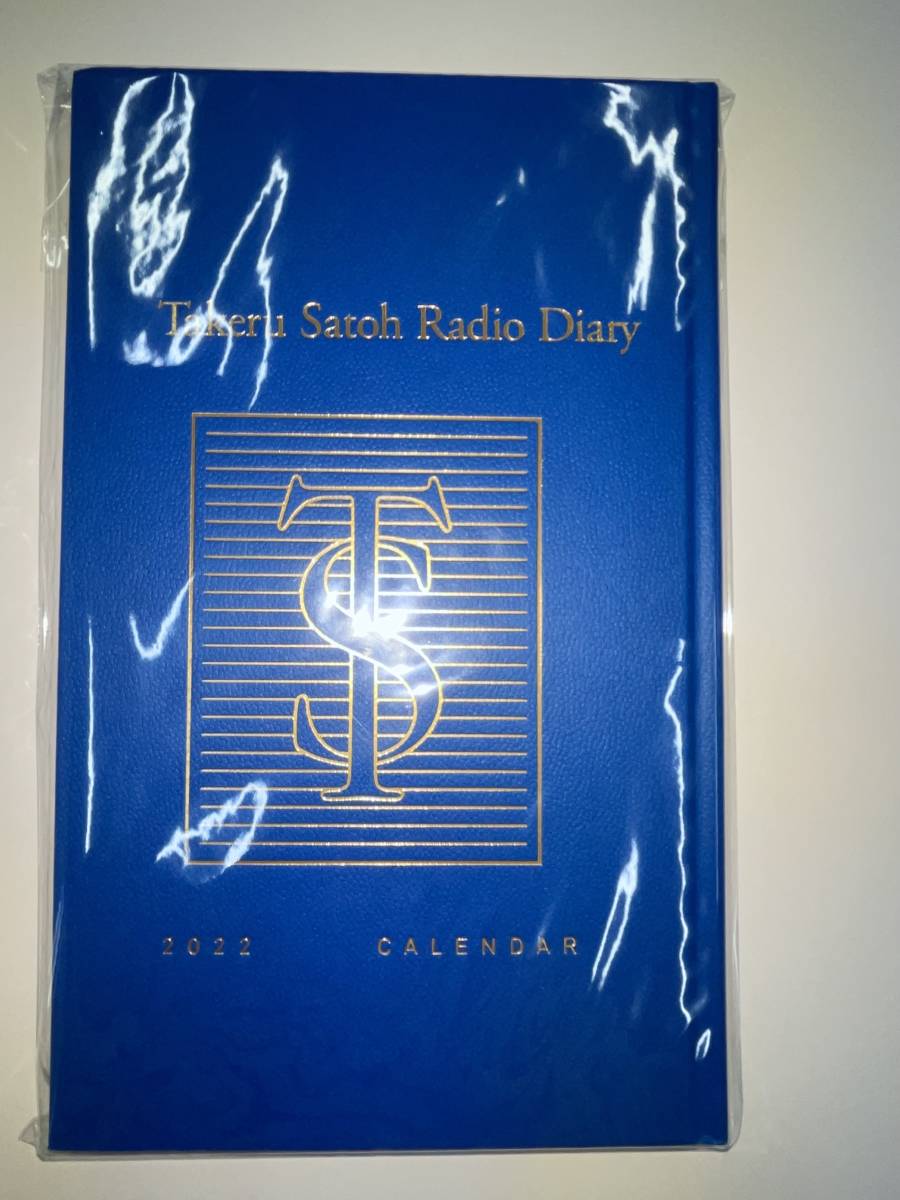 Takeru Satoh Radio Diary
TS
2022 CALENDAR